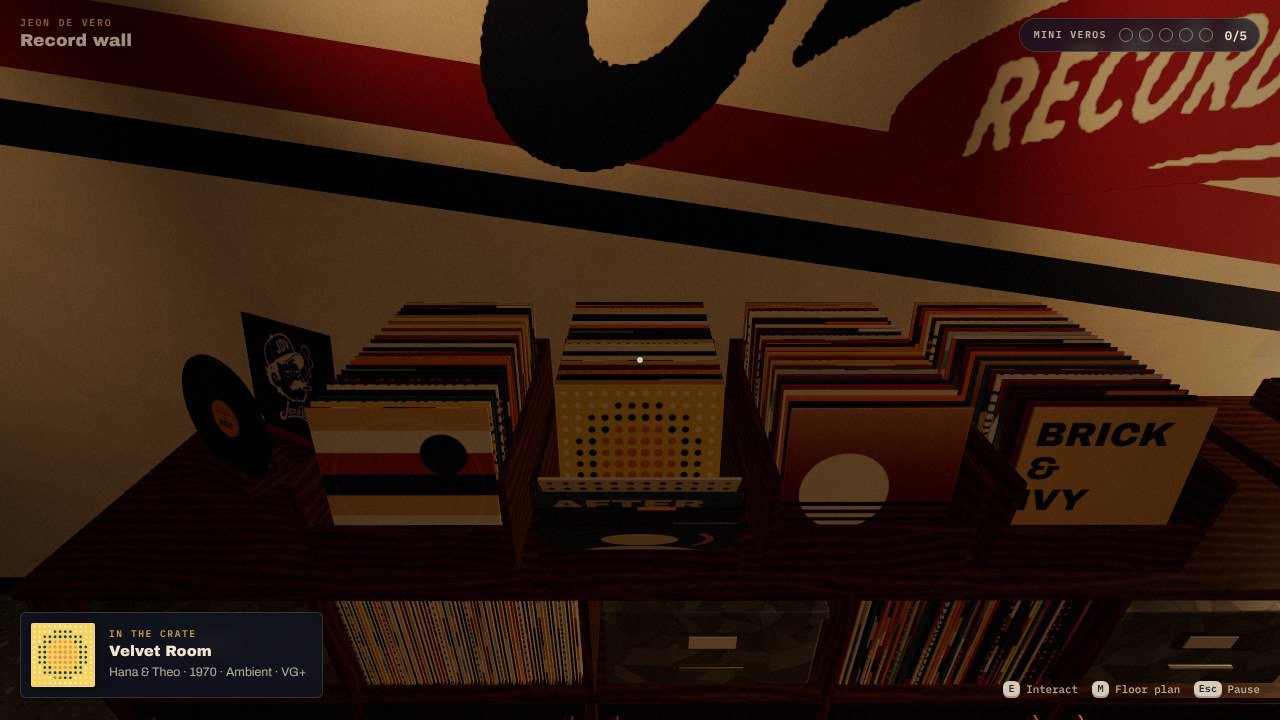 JEON DE VERO
Record wall
MINI VEROS
0/5
RECORD
JDV
AFTER
BRICK
&
IVY
IN THE CRATE
Velvet Room
Hana & Theo · 1970 · Ambient · VG+
E Interact
M Floor plan
Esc Pause